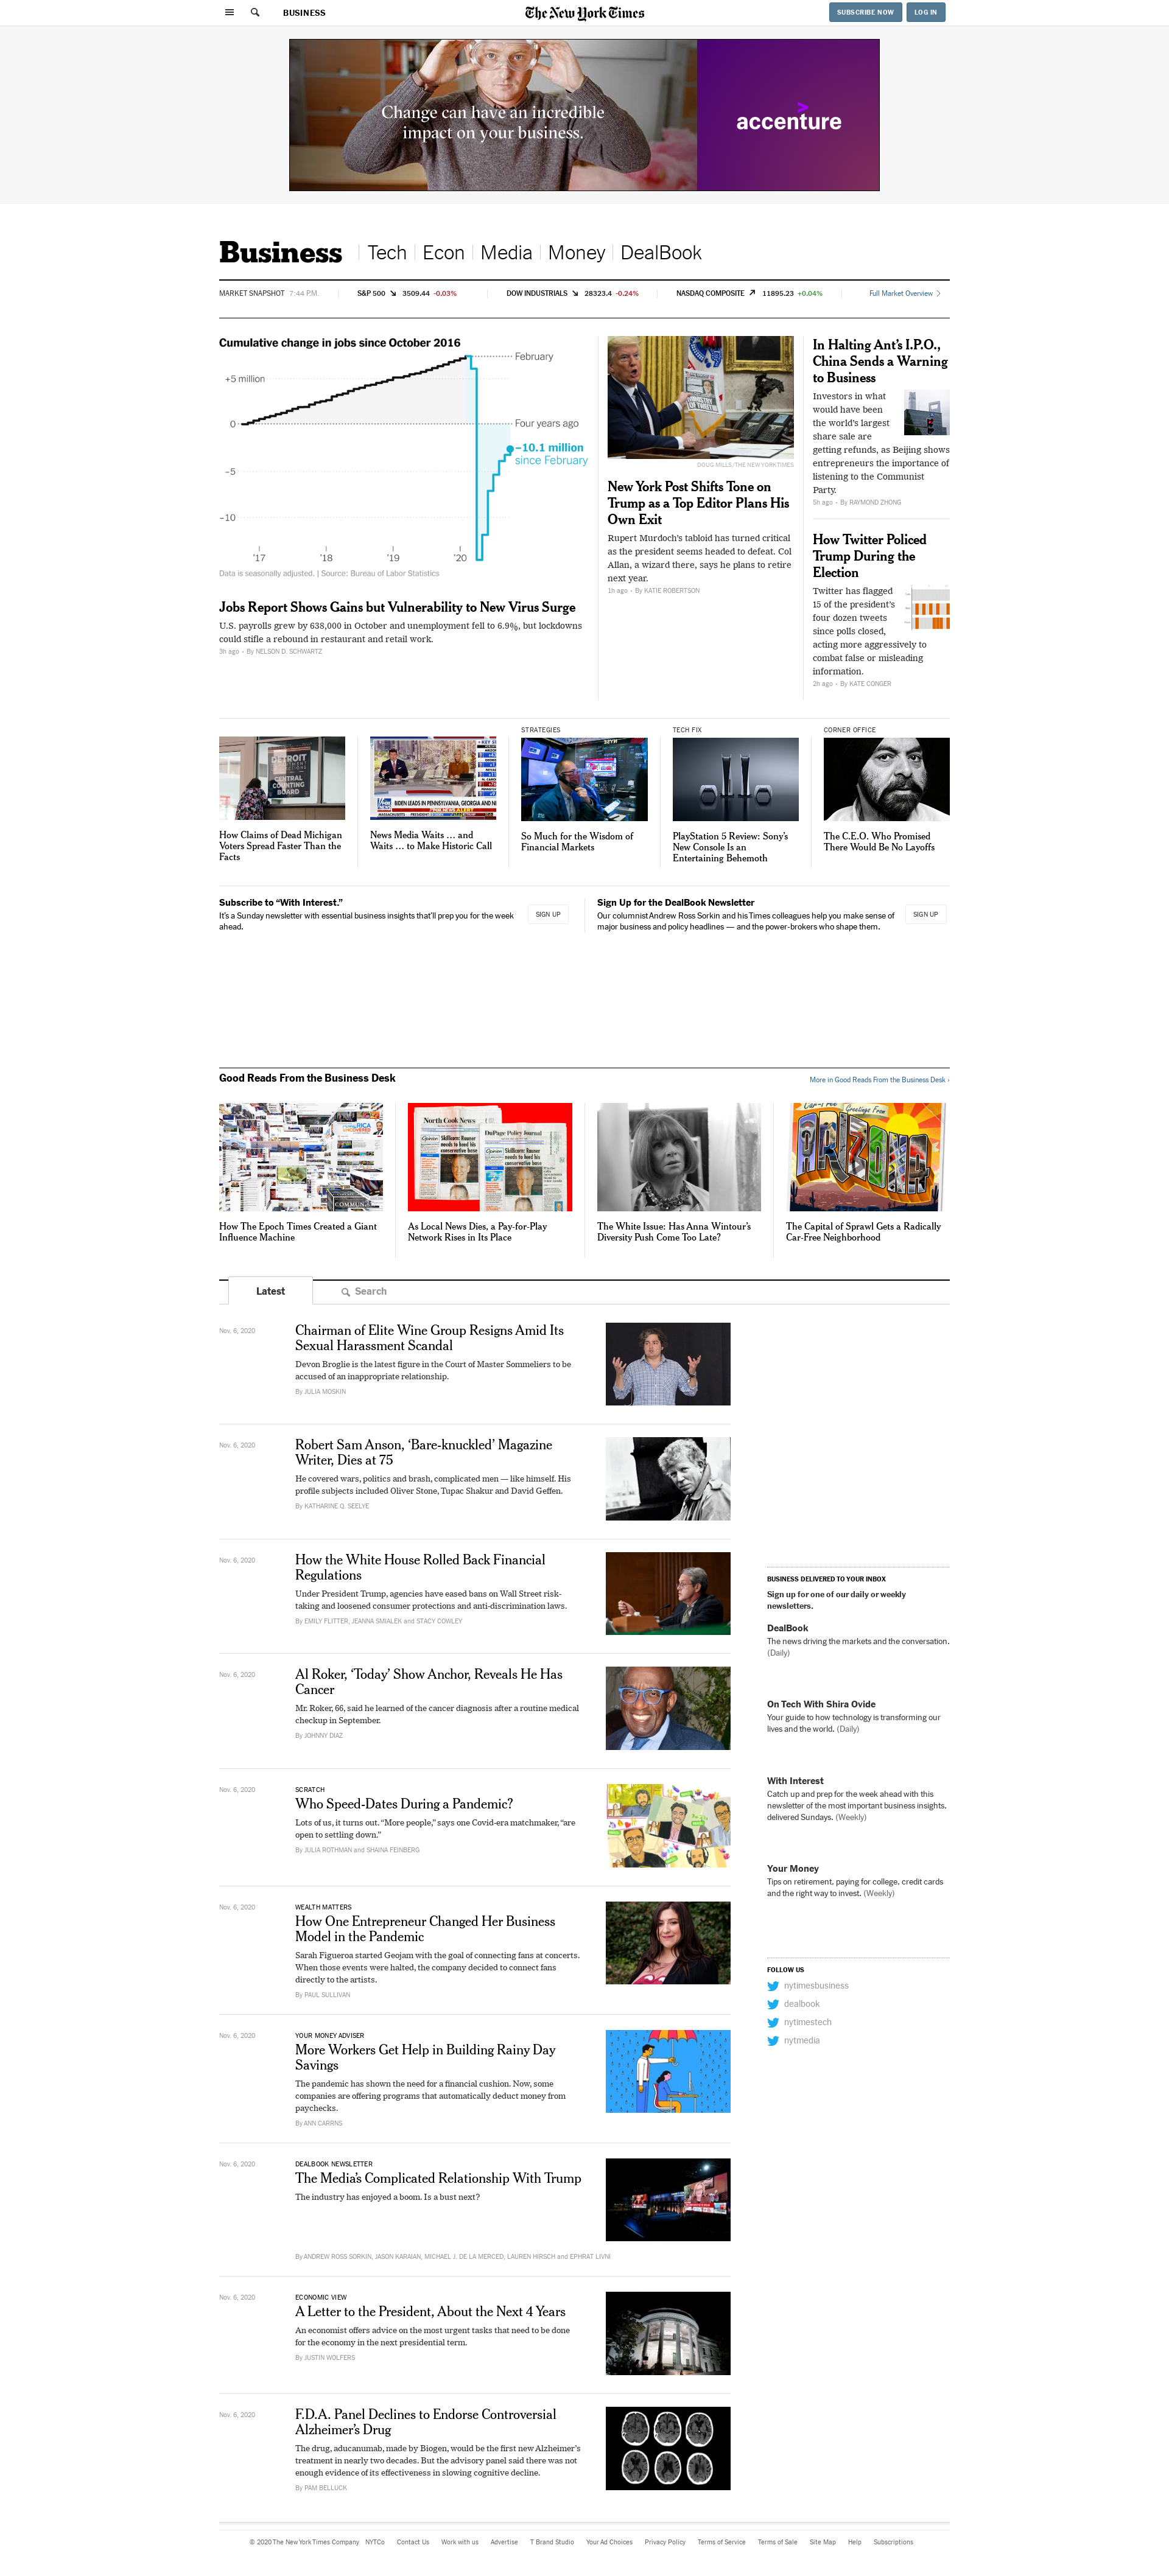 BUSINESS
The New York Times
SUBSCRIBE NOW
LOG IN
Change can have an incredible
impact on your business.
accenture
Business
Tech
Econ
Media
Money
DealBook
MARKET SNAPSHOT 7:44 P.M.
S&P 500 3509.44 -0.03%
DOW INDUSTRIALS 28323.4 -0.24%
NASDAQ COMPOSITE 11895.23 +0.04%
Full Market Overview
Cumulative change in jobs since October 2016
February
+5 million
0
Four years ago
–10.1 million
since February
–5
–10
’17
’18
’19
’20
Data is seasonally adjusted. | Source: Bureau of Labor Statistics
Jobs Report Shows Gains but Vulnerability to New Virus Surge
U.S. payrolls grew by 638,000 in October and unemployment fell to 6.9%, but lockdowns
could stifle a rebound in restaurant and retail work.
3h ago • By NELSON D. SCHWARTZ
DOUG MILLS/THE NEW YORK TIMES
New York Post Shifts Tone on
Trump as a Top Editor Plans His
Own Exit
Rupert Murdoch’s tabloid has turned critical
as the president seems headed to defeat. Col
Allan, a wizard there, says he plans to retire
next year.
1h ago • By KATIE ROBERTSON
In Halting Ant’s I.P.O.,
China Sends a Warning
to Business
Investors in what
would have been
the world’s largest
share sale are
getting refunds, as Beijing shows
entrepreneurs the importance of
listening to the Communist
Party.
5h ago • By RAYMOND ZHONG
How Twitter Policed
Trump During the
Election
Twitter has flagged
15 of the president’s
four dozen tweets
since polls closed,
acting more aggressively to
combat false or misleading
information.
2h ago • By KATE CONGER
DETROIT
CENTRAL
COUNTING
BOARD
How Claims of Dead Michigan
Voters Spread Faster Than the
Facts
BIDEN LEADS IN PENNSYLVANIA, GEORGIA AND N
News Media Waits … and
Waits … to Make Historic Call
STRATEGIES
So Much for the Wisdom of
Financial Markets
TECH FIX
PlayStation 5 Review: Sony’s
New Console Is an
Entertaining Behemoth
CORNER OFFICE
The C.E.O. Who Promised
There Would Be No Layoffs
Subscribe to “With Interest.”
It’s a Sunday newsletter with essential business insights that’ll prep you for the week
ahead.
SIGN UP
Sign Up for the DealBook Newsletter
Our columnist Andrew Ross Sorkin and his Times colleagues help you make sense of
major business and policy headlines — and the power-brokers who shape them.
SIGN UP
Good Reads From the Business Desk
More in Good Reads From the Business Desk ›
How The Epoch Times Created a Giant
Influence Machine
North Cook News
DuPage Policy Journal
As Local News Dies, a Pay-for-Play
Network Rises in Its Place
The White Issue: Has Anna Wintour’s
Diversity Push Come Too Late?
Greetings From
ARIZONA
The Capital of Sprawl Gets a Radically
Car-Free Neighborhood
Latest
Search
Nov. 6, 2020
Chairman of Elite Wine Group Resigns Amid Its
Sexual Harassment Scandal
Devon Broglie is the latest figure in the Court of Master Sommeliers to be
accused of an inappropriate relationship.
By JULIA MOSKIN
Nov. 6, 2020
Robert Sam Anson, ‘Bare-knuckled’ Magazine
Writer, Dies at 75
He covered wars, politics and brash, complicated men — like himself. His
profile subjects included Oliver Stone, Tupac Shakur and David Geffen.
By KATHARINE Q. SEELYE
Nov. 6, 2020
How the White House Rolled Back Financial
Regulations
Under President Trump, agencies have eased bans on Wall Street risk-
taking and loosened consumer protections and anti-discrimination laws.
By EMILY FLITTER, JEANNA SMIALEK and STACY COWLEY
Nov. 6, 2020
Al Roker, ‘Today’ Show Anchor, Reveals He Has
Cancer
Mr. Roker, 66, said he learned of the cancer diagnosis after a routine medical
checkup in September.
By JOHNNY DIAZ
Nov. 6, 2020
SCRATCH
Who Speed-Dates During a Pandemic?
Lots of us, it turns out. “More people,” says one Covid-era matchmaker, “are
open to settling down.”
By JULIA ROTHMAN and SHAINA FEINBERG
Nov. 6, 2020
WEALTH MATTERS
How One Entrepreneur Changed Her Business
Model in the Pandemic
Sarah Figueroa started Geojam with the goal of connecting fans at concerts.
When those events were halted, the company decided to connect fans
directly to the artists.
By PAUL SULLIVAN
Nov. 6, 2020
YOUR MONEY ADVISER
More Workers Get Help in Building Rainy Day
Savings
The pandemic has shown the need for a financial cushion. Now, some
companies are offering programs that automatically deduct money from
paychecks.
By ANN CARRNS
Nov. 6, 2020
DEALBOOK NEWSLETTER
The Media’s Complicated Relationship With Trump
The industry has enjoyed a boom. Is a bust next?
By ANDREW ROSS SORKIN, JASON KARAIAN, MICHAEL J. DE LA MERCED, LAUREN HIRSCH and EPHRAT LIVNI
Nov. 6, 2020
ECONOMIC VIEW
A Letter to the President, About the Next 4 Years
An economist offers advice on the most urgent tasks that need to be done
for the economy in the next presidential term.
By JUSTIN WOLFERS
Nov. 6, 2020
F.D.A. Panel Declines to Endorse Controversial
Alzheimer’s Drug
The drug, aducanumab, made by Biogen, would be the first new Alzheimer’s
treatment in nearly two decades. But the advisory panel said there was not
enough evidence of its effectiveness in slowing cognitive decline.
By PAM BELLUCK
BUSINESS DELIVERED TO YOUR INBOX
Sign up for one of our daily or weekly
newsletters.
DealBook
The news driving the markets and the conversation.
(Daily)
On Tech With Shira Ovide
Your guide to how technology is transforming our
lives and the world. (Daily)
With Interest
Catch up and prep for the week ahead with this
newsletter of the most important business insights,
delivered Sundays. (Weekly)
Your Money
Tips on retirement, paying for college, credit cards
and the right way to invest. (Weekly)
FOLLOW US
nytimesbusiness
dealbook
nytimestech
nytmedia
© 2020 The New York Times Company NYTCo Contact Us Work with us Advertise T Brand Studio Your Ad Choices Privacy Policy Terms of Service Terms of Sale Site Map Help Subscriptions